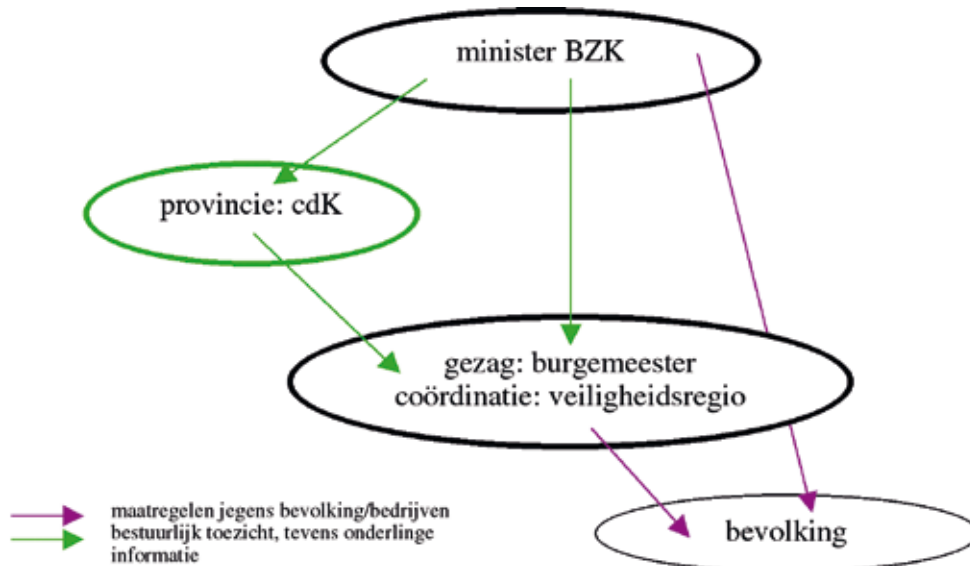 minister BZK
provincie: cdK
gezag: burgemeester
coördinatie: veiligheidsregio
bevolking
maatregelen jegens bevolking/bedrijven
bestuurlijk toezicht, tevens onderlinge
informatie